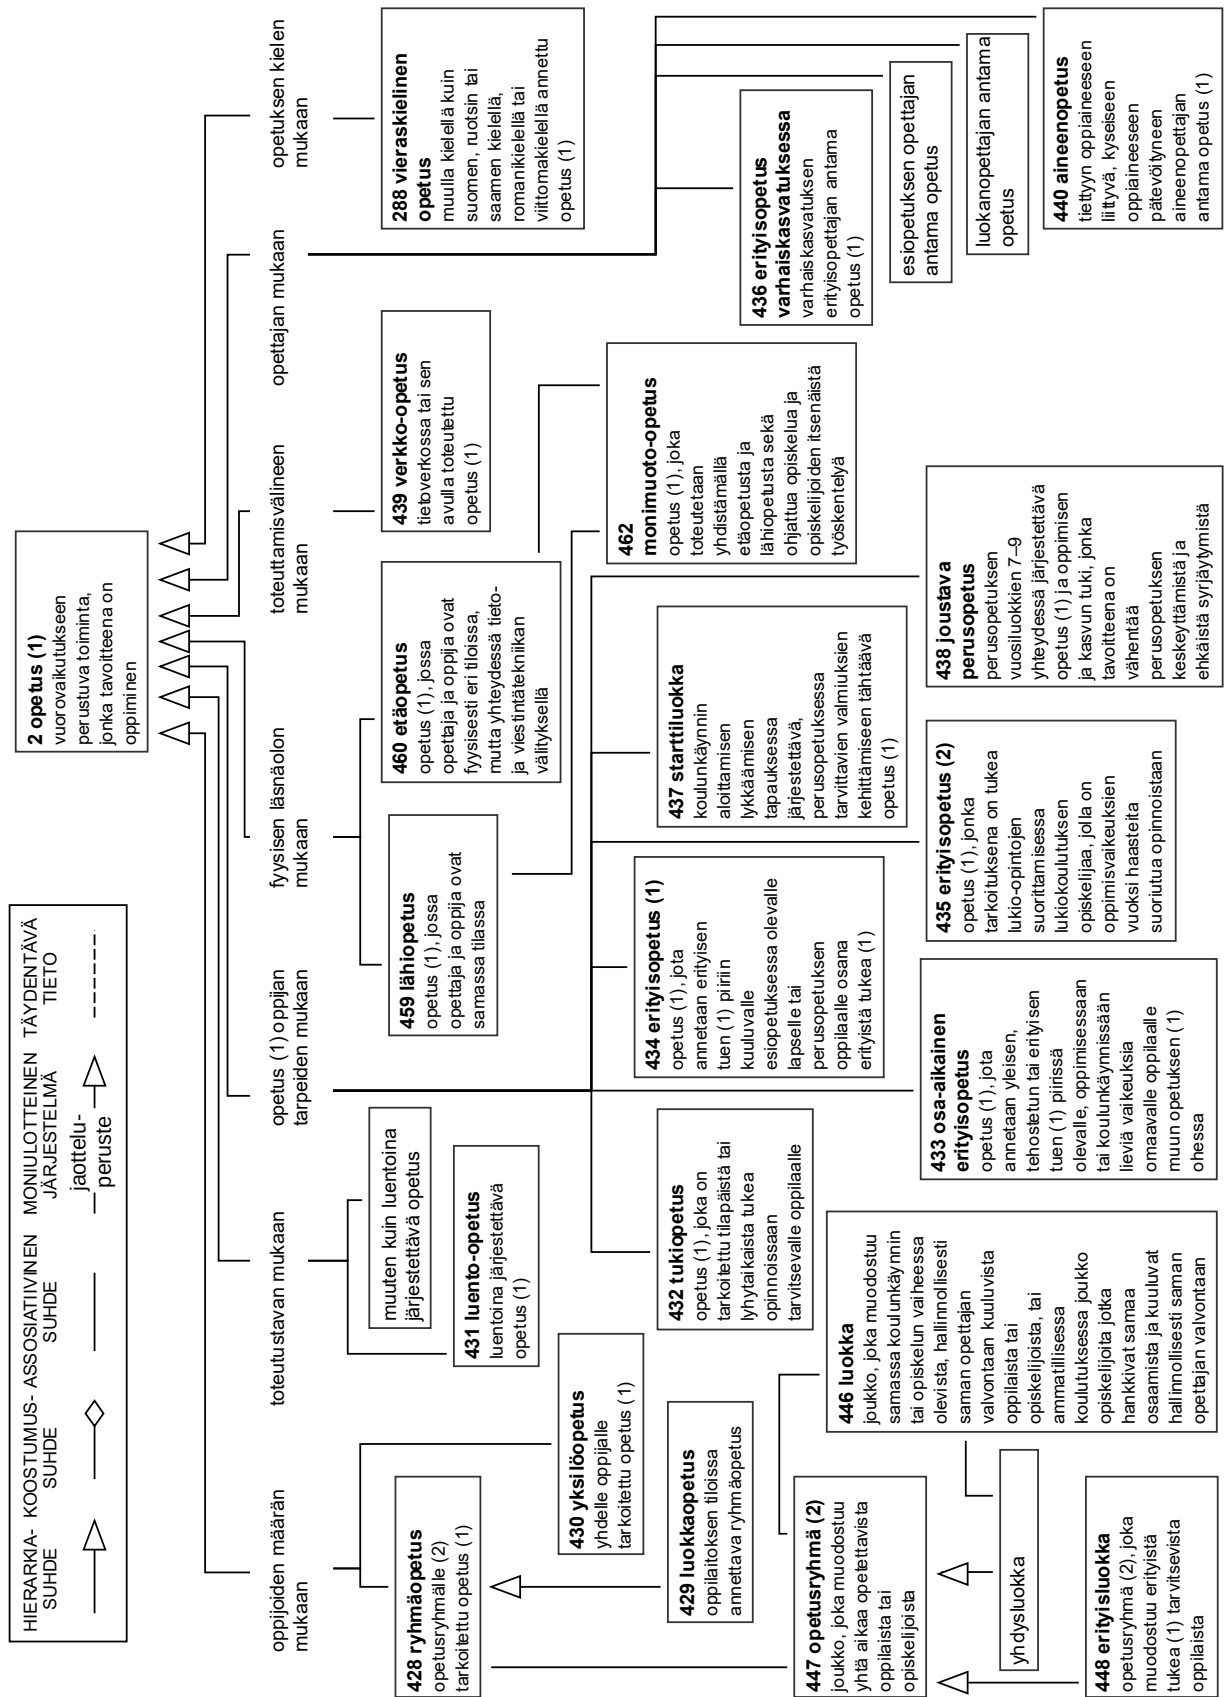 HIERARKIA-
SUHDE
KOOSTUMUS-
SUHDE
ASSOSIATIIVINEN
SUHDE
MONIULOTTEINEN
JÄRJESTELMÄ
TÄYDENTÄVÄ
TIETO
jaottelu-
peruste
2 opetus (1)
vuorovaikutukseen
perustuva toiminta,
jonka tavoitteena on
oppiminen
oppijoiden määrän
mukaan
toteutustavan mukaan
opetus (1) oppijan
tarpeiden mukaan
fyysisen läsnäolon
mukaan
toteuttamisvälineen
mukaan
opettajan mukaan
opetuksen kielen
mukaan
428 ryhmäopetus
opetusryhmälle (2)
tarkoitettu opetus (1)
430 yksilöopetus
yhdelle oppijalle
tarkoitettu opetus (1)
429 luokkaopetus
oppilaitoksen tiloissa
annettava ryhmäopetus
muuten kuin luentoina
järjestettävä opetus
431 luento-opetus
luentoina järjestettävä
opetus (1)
459 lähiopetus
opetus (1), jossa
opettaja ja oppija ovat
samassa tilassa
460 etäopetus
opetus (1), jossa
opettaja ja oppija ovat
fyysisesti eri tiloissa,
mutta yhteydessä tieto-
ja viestintätekniikan
välityksellä
439 verkko-opetus
tietoverkossa tai sen
avulla toteutettu
opetus (1)
288 vieraskielinen
opetus
muulla kielellä kuin
suomen, ruotsin tai
saamen kielellä,
romanikielellä tai
viittomakielellä annettu
opetus (1)
462
monimuoto-opetus
opetus (1), joka
toteutetaan
yhdistämällä
etäopetusta ja
lähiopetusta sekä
ohjattua opiskelua ja
opiskelijoiden itsenäistä
työskentelyä
436 erityisopetus
varhaiskasvatuksessa
varhaiskasvatuksen
erityisopettajan antama
opetus (1)
esiopetuksen opettajan
antama opetus
luokanopettajan antama
opetus
440 aineenopetus
tiettyyn oppiaineeseen
liittyvä, kyseiseen
oppiaineeseen
pätevöityneen
aineenopettajan
antama opetus (1)
432 tukiopetus
opetus (1), joka on
tarkoitettu tilapäistä tai
lyhytaikaista tukea
opinnoissaan
tarvitsevalle oppilaalle
434 erityisopetus (1)
opetus (1), jota
annetaan erityisen
tuen (1) piiriin
kuuluvalle
esiopetuksessa olevalle
lapselle tai
perusopetuksen
oppilaalle osana
erityistä tukea (1)
437 starttiluokka
koulunkäynnin
aloittamisen
lykkäämisen
tapauksessa
järjestettävä,
perusopetuksessa
tarvittavien valmiuksien
kehittämiseen tähtäävä
opetus (1)
447 opetusryhmä (2)
joukko, joka muodostuu
yhtä aikaa opetettavista
oppilaista tai
opiskelijoista
446 luokka
joukko, joka muodostuu
samassa koulunkäynnin
tai opiskelun vaiheessa
olevista, hallinnollisesti
saman opettajan
valvontaan kuuluvista
oppilaista tai
opiskelijoista, tai
ammatillisessa
koulutuksessa joukko
opiskelijoita jotka
hankkivat samaa
osaamista ja kuuluvat
hallinnollisesti saman
opettajan valvontaan
433 osa-aikainen
erityisopetus
opetus (1), jota
annetaan yleisen,
tehostetun tai erityisen
tuen (1) piirissä
olevalle, oppimisessaan
tai koulunkäynnissään
lieviä vaikeuksia
omaavalle oppilaalle
muun opetuksen (1)
ohessa
435 erityisopetus (2)
opetus (1), jonka
tarkoituksena on tukea
lukio-opintojen
suorittamisessa
lukiokoulutuksen
opiskelijaa, jolla on
oppimisvaikeuksien
vuoksi haasteita
suoriutua opinnoistaan
438 joustava
perusopetus
perusopetuksen
vuosiluokkien 7–9
yhteydessä järjestettävä
opetus (1) ja oppimisen
ja kasvun tuki, jonka
tavoitteena on
vähentää
perusopetuksen
keskeyttämistä ja
ehkäistä syrjäytymistä
yhdysluokka
448 erityisluokka
opetusryhmä (2), joka
muodostuu erityistä
tukea (1) tarvitsevista
oppilaista